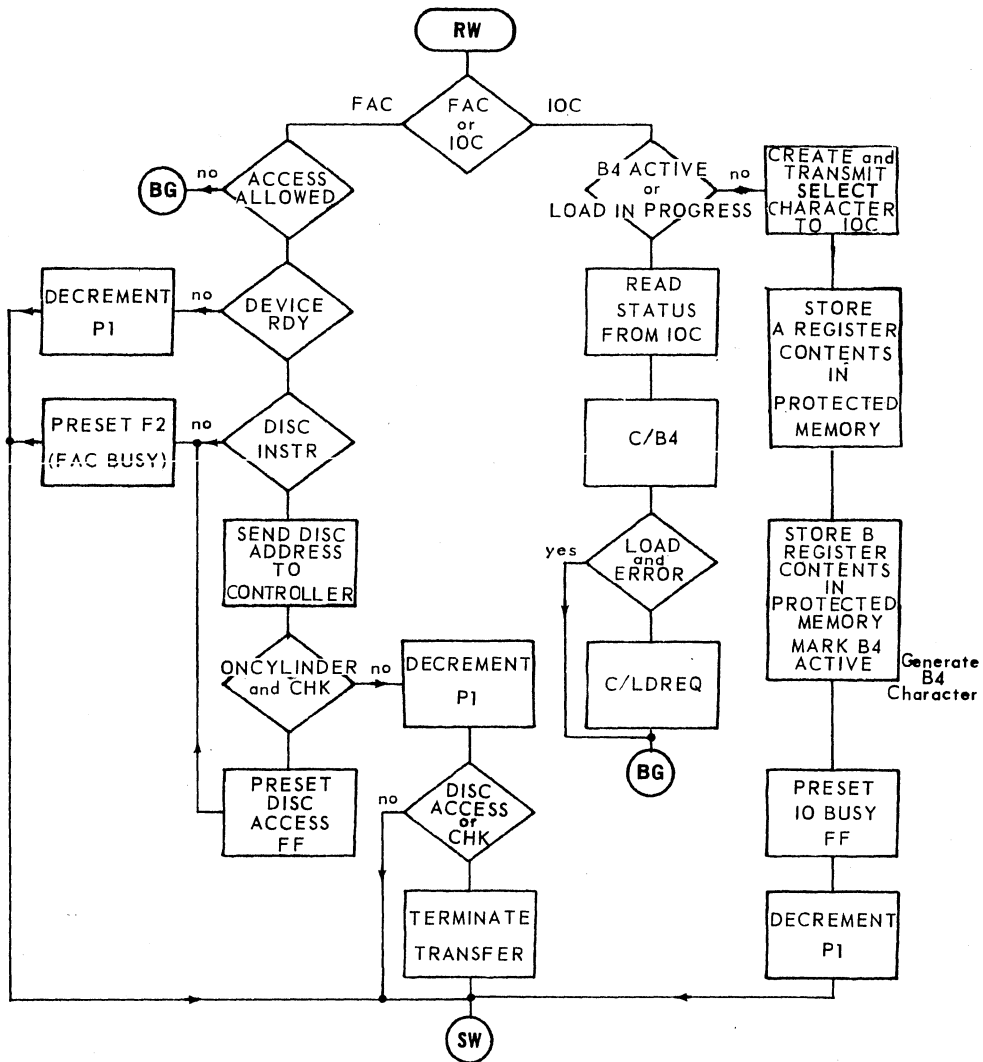 RW
FAC
FAC
or
IOC
IOC
BG
no
ACCESS
ALLOWED
B4 ACTIVE
or
LOAD IN PROGRESS
no
CREATE and
TRANSMIT
SELECT
CHARACTER
TO IOC
DECREMENT
P1
no
DEVICE
RDY
READ
STATUS
FROM IOC
STORE
A REGISTER
CONTENTS
IN
PROTECTED
MEMORY
PRESET F2
(FAC BUSY)
no
DISC
INSTR
C/B4
SEND DISC
ADDRESS
TO
CONTROLLER
yes
LOAD
and
ERROR
STORE B
REGISTER
CONTENTS
IN
PROTECTED
MEMORY
MARK B4
ACTIVE
Generate
B4
Character
ONCYLINDER
and CHK
no
DECREMENT
P1
C/LDREQ
BG
PRESET
DISC
ACCESS
FF
no
DISC
ACCESS
or
CHK
PRESET
IO BUSY
FF
TERMINATE
TRANSFER
DECREMENT
P1
SW